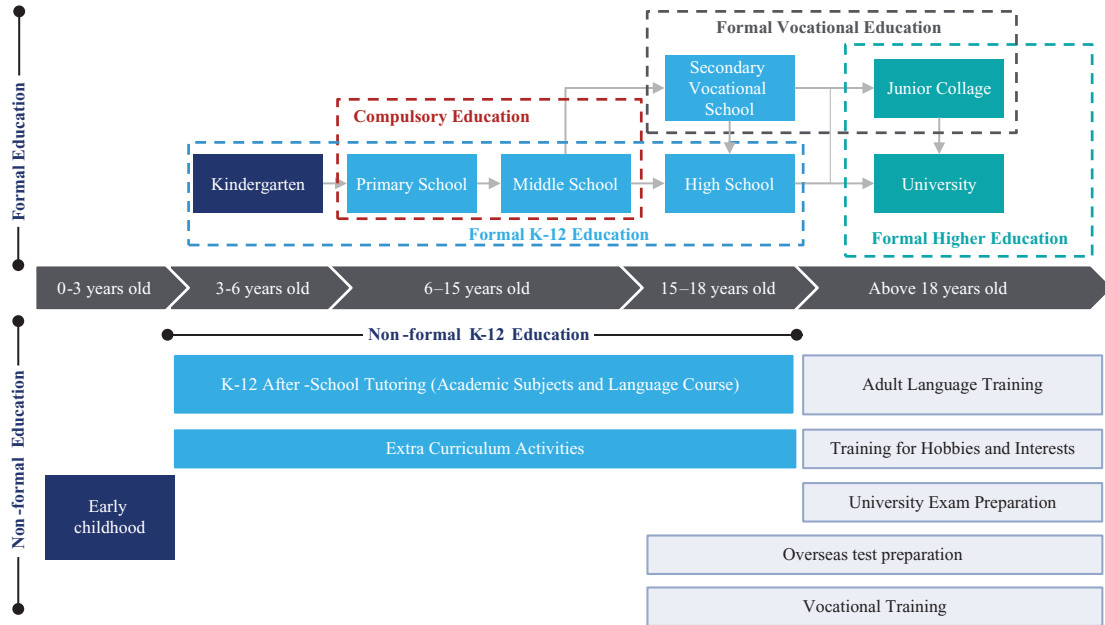 Formal Education
Formal Vocational Education
Secondary
Vocational
School
Junior Collage
Compulsory Education
Kindergarten
Primary School
Middle School
High School
University
Formal K-12 Education
Formal Higher Education
0-3 years old
3-6 years old
6–15 years old
15–18 years old
Above 18 years old
Non-formal Education
Non-formal K-12 Education
K-12 After -School Tutoring (Academic Subjects and Language Course)
Adult Language Training
Extra Curriculum Activities
Training for Hobbies and Interests
Early
childhood
University Exam Preparation
Overseas test preparation
Vocational Training